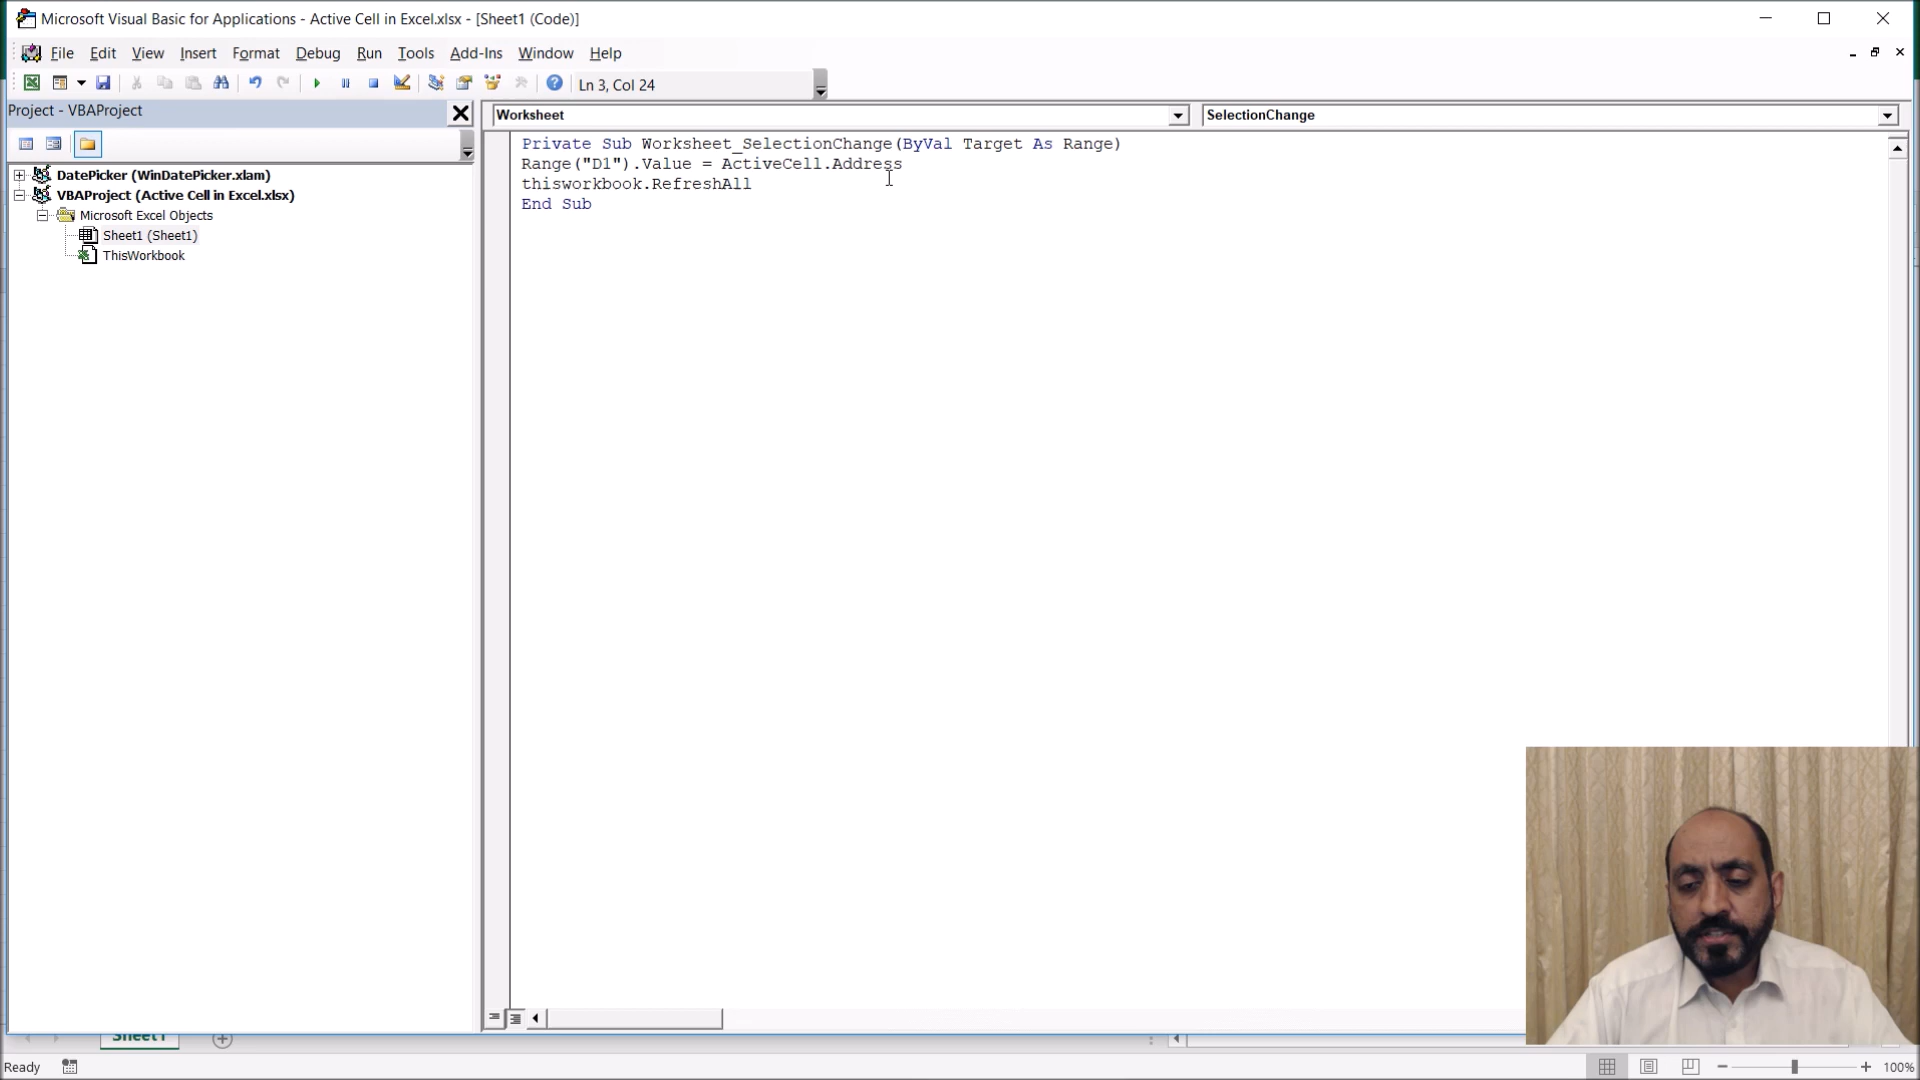 Microsoft Visual Basic for Applications - Active Cell in Excel.xlsx - [Sheet1 (Code)]
File Edit View Insert Format Debug Run Tools Add-Ins Window Help
Ln 3, Col 24
Project - VBAProject
Worksheet
SelectionChange
DatePicker (WinDatePicker.xlam)
VBAProject (Active Cell in Excel.xlsx)
Microsoft Excel Objects
Sheet1 (Sheet1)
ThisWorkbook
Private Sub Worksheet_SelectionChange(ByVal Target As Range)
Range("D1").Value = ActiveCell.Address
thisworkbook.RefreshAll
End Sub
Sheet1
Ready
100%